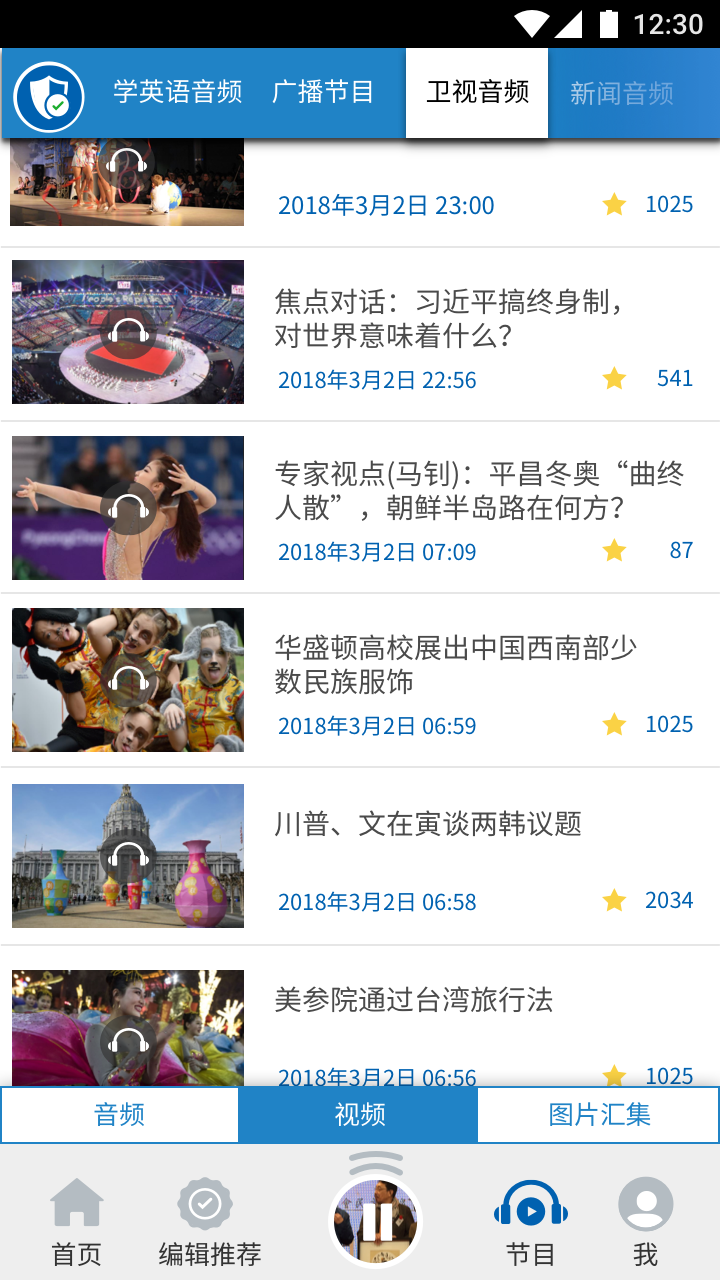 12:30
学英语音频 广播节目 卫视音频 新闻音频
2018年3月2日 23:00 1025
焦点对话：习近平搞终身制，
对世界意味着什么？
2018年3月2日 22:56 541
专家视点(马钊)：平昌冬奥“曲终
人散”，朝鲜半岛路在何方？
2018年3月2日 07:09 87
华盛顿高校展出中国西南部少
数民族服饰
2018年3月2日 06:59 1025
川普、文在寅谈两韩议题
2018年3月2日 06:58 2034
美参院通过台湾旅行法
2018年3月2日 06:56 1025
音频 视频 图片汇集
首页 编辑推荐 节目 我